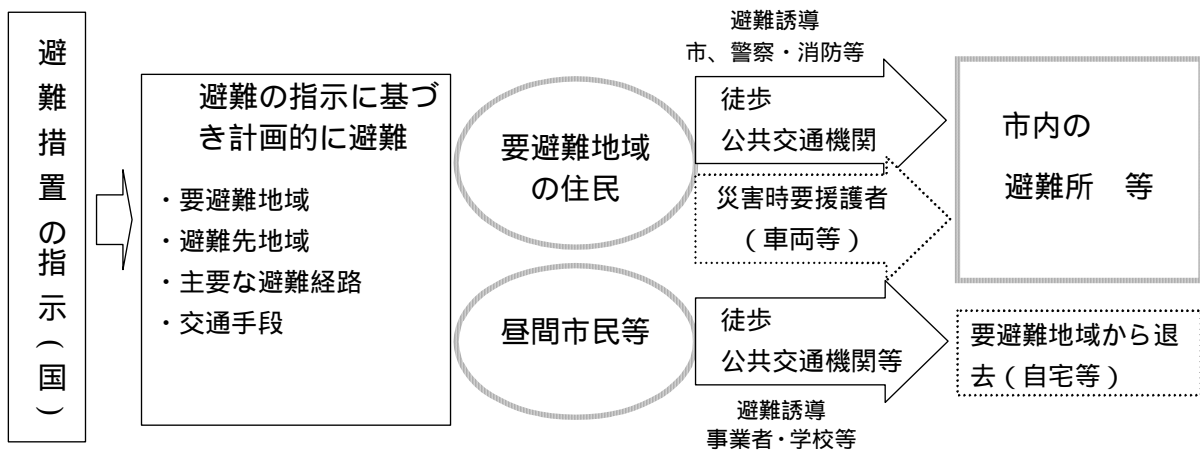 避難措置の指示(国)
避難の指示に基づ
き計画的に避難
・要避難地域
・避難先地域
・主要な避難経路
・交通手段
要避難地域
の住民
昼間市民等
避難誘導
市、警察・消防等
徒歩
公共交通機関
災害時要援護者
(車両等)
徒歩
公共交通機関等
避難誘導
事業者・学校等
市内の
避難所 等
要避難地域から退
去(自宅等)